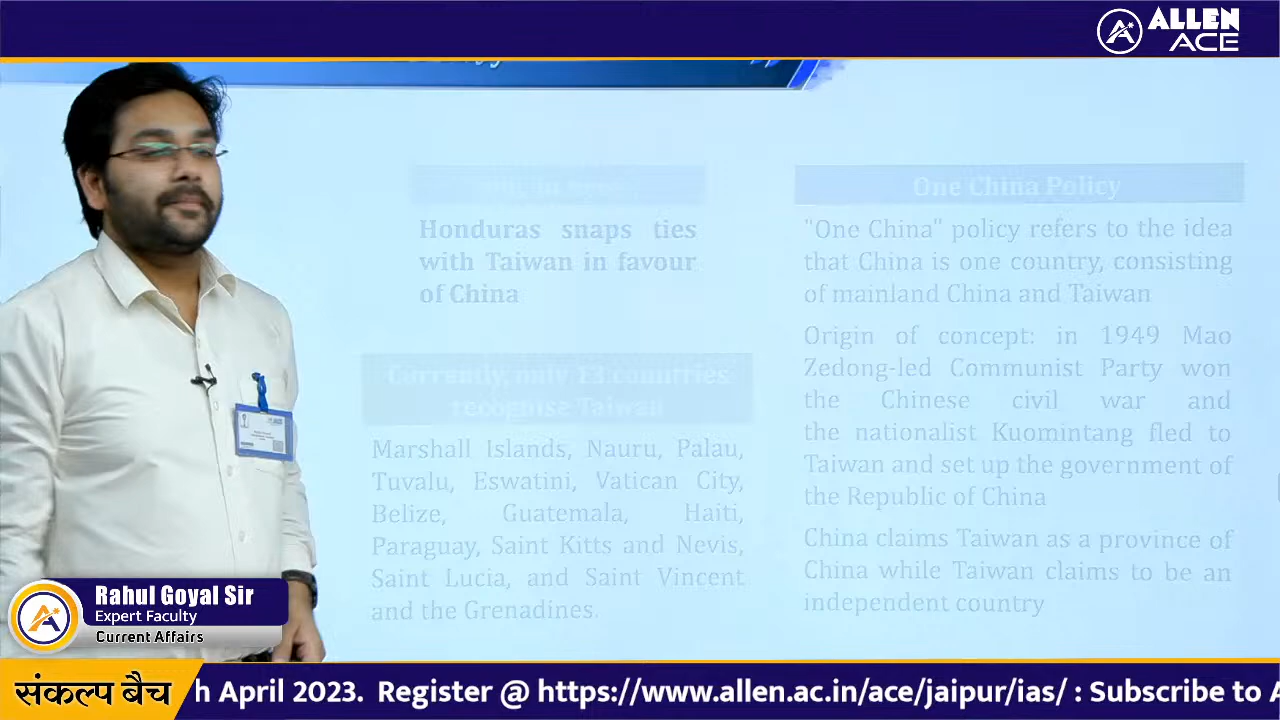 ALLEN
ACE
One China Policy
Honduras snaps ties
with Taiwan in favour
of China
"One China" policy refers to the idea
that China is one country, consisting
of mainland China and Taiwan
Origin of concept: in 1949 Mao
Zedong-led Communist Party won
the Chinese civil war and
the nationalist Kuomintang fled to
Taiwan and set up the government of
the Republic of China
China claims Taiwan as a province of
China while Taiwan claims to be an
independent country
Currently, only 13 countries
recognise Taiwan
Marshall Islands, Nauru, Palau,
Tuvalu, Eswatini, Vatican City,
Belize, Guatemala, Haiti,
Paraguay, Saint Kitts and Nevis,
Saint Lucia, and Saint Vincent
and the Grenadines.
Rahul Goyal Sir
Expert Faculty
Current Affairs
संकल्प बैच
h April 2023. Register @ https://www.allen.ac.in/ace/jaipur/ias/ : Subscribe to A